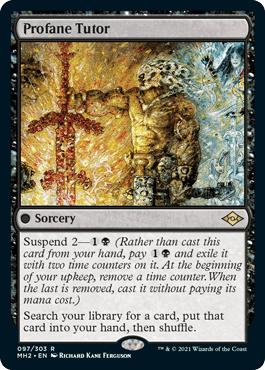 Profane Tutor
Sorcery
Suspend 2—1 (Rather than cast this
card from your hand, pay 1 and exile it
with two time counters on it. At the beginning
of your upkeep, remove a time counter. When
the last is removed, cast it without paying its
mana cost.)
Search your library for a card, put that
card into your hand, then shuffle.
097/303 R
MH2 • EN Richard Kane Ferguson
™ & © 2021 Wizards of the Coast